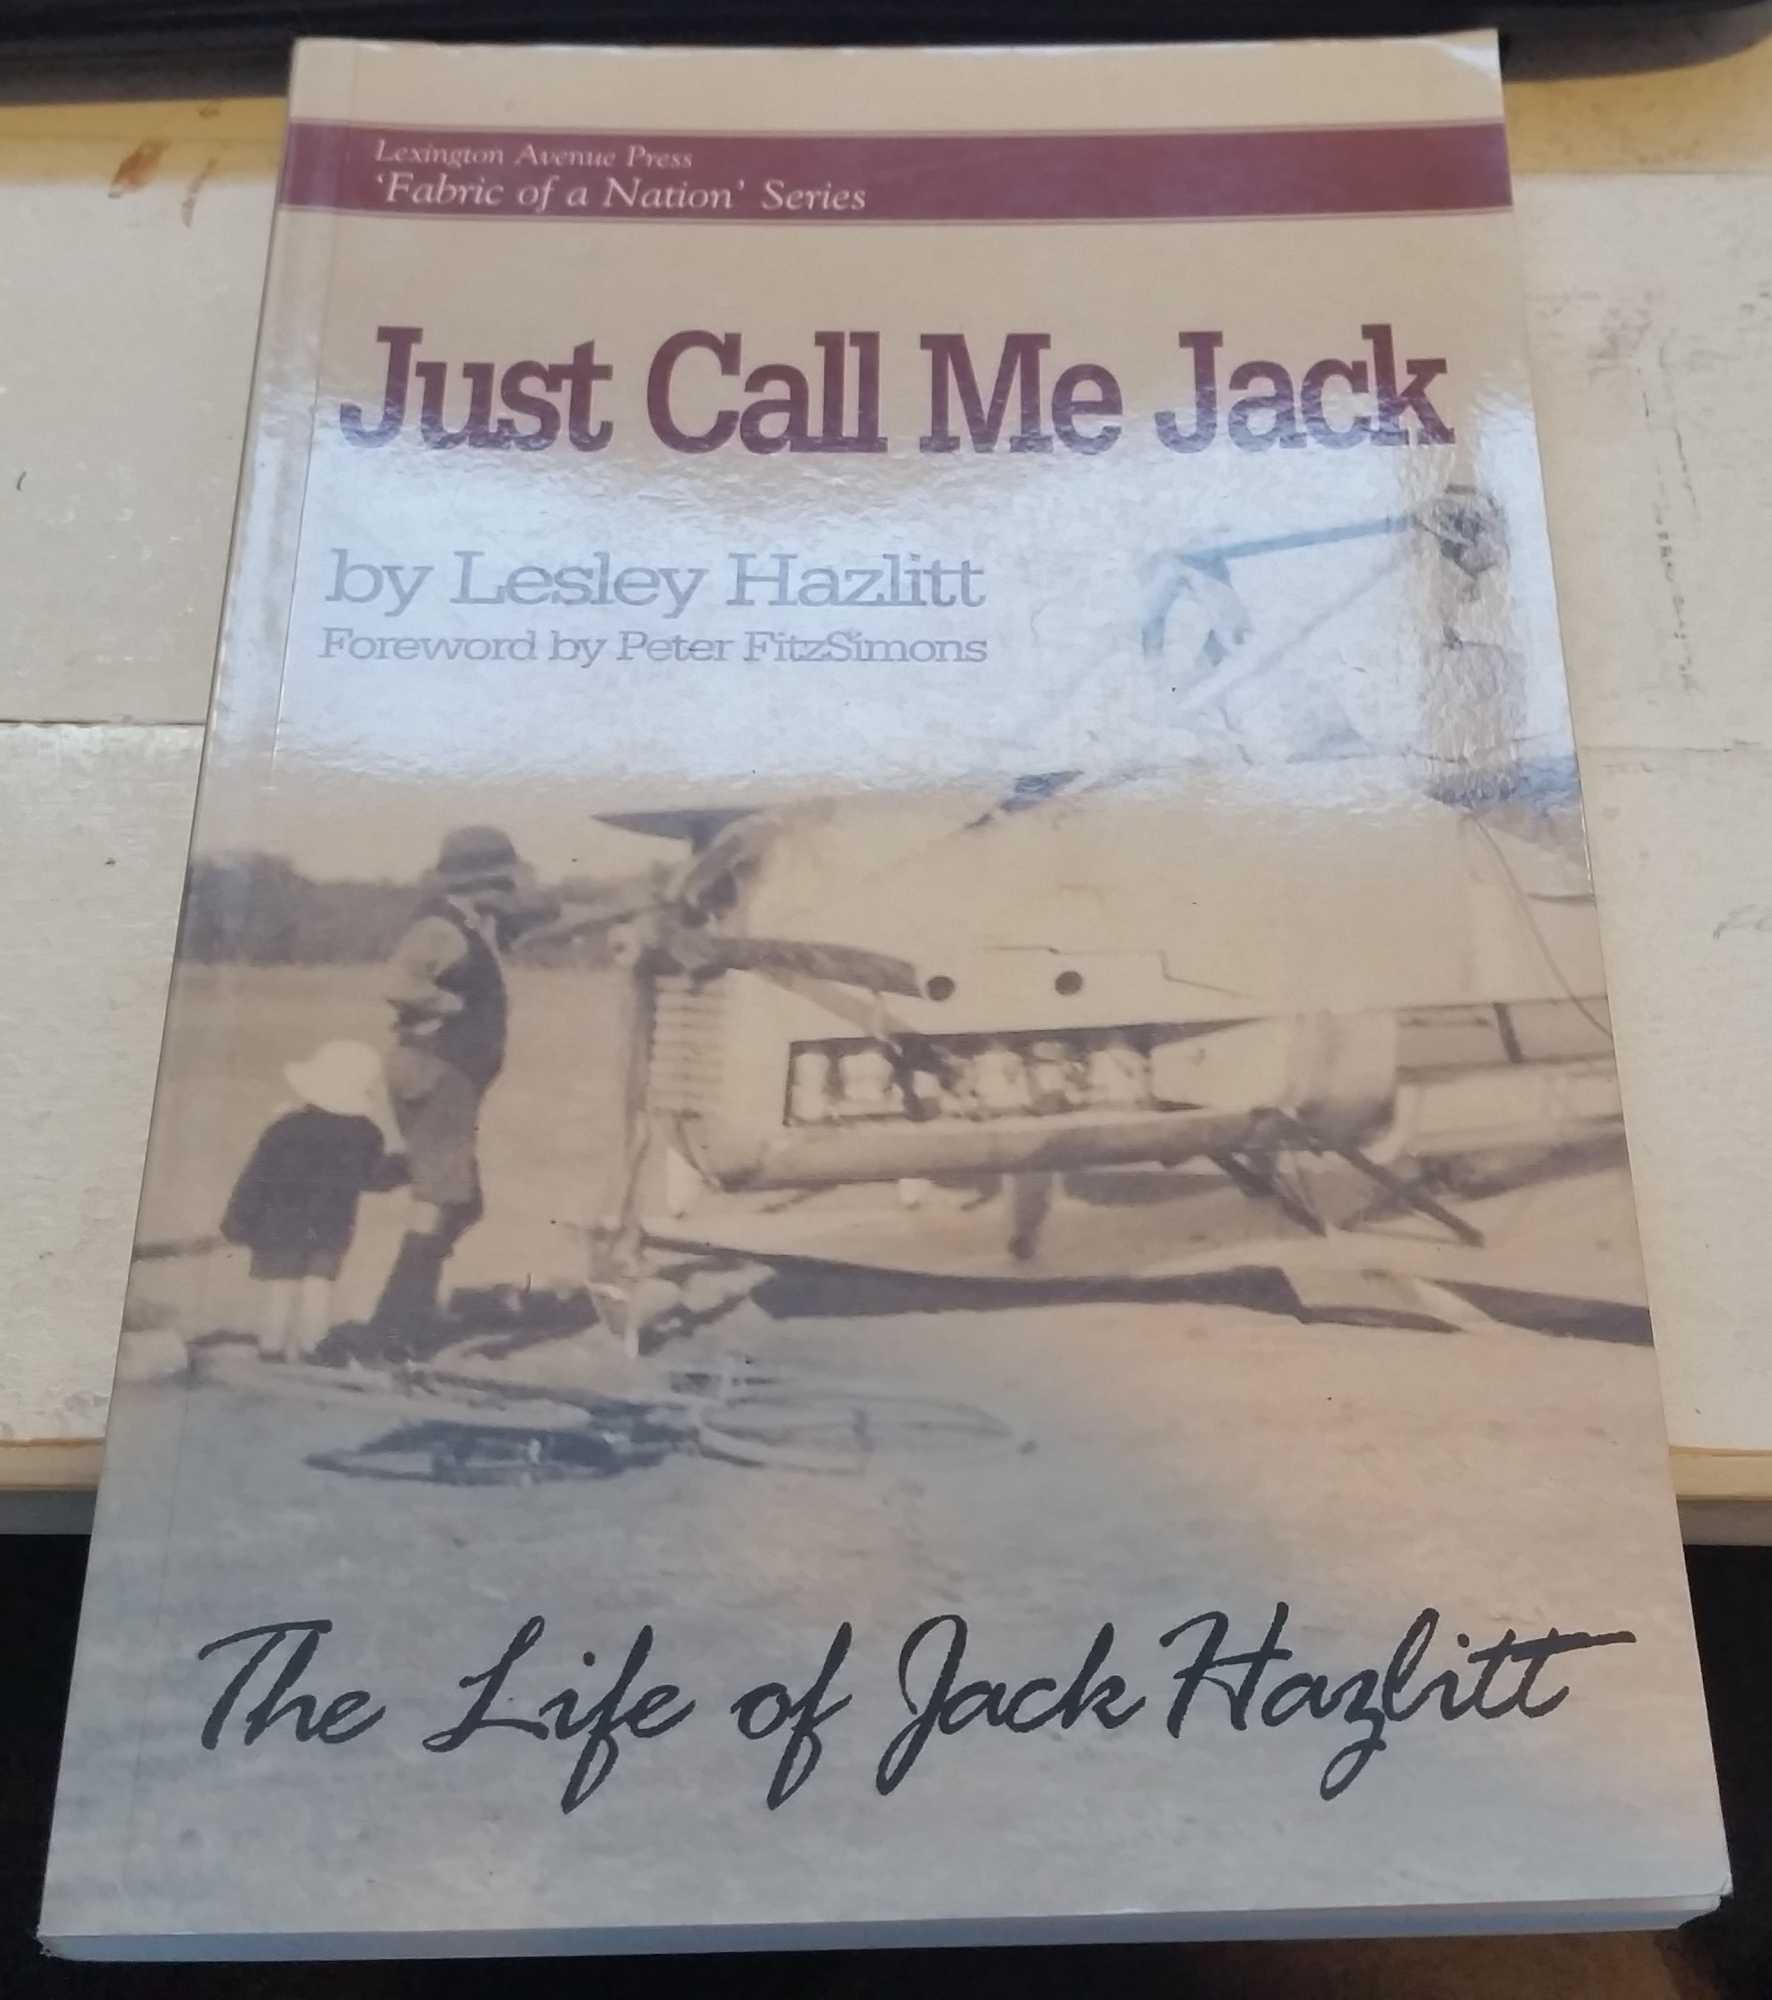 Lexington Avenue Press
'Fabric of a Nation' Series
Just Call Me Jack
by Lesley Hazlitt
Foreword by Peter FitzSimons
The Life of Jack Hazlitt